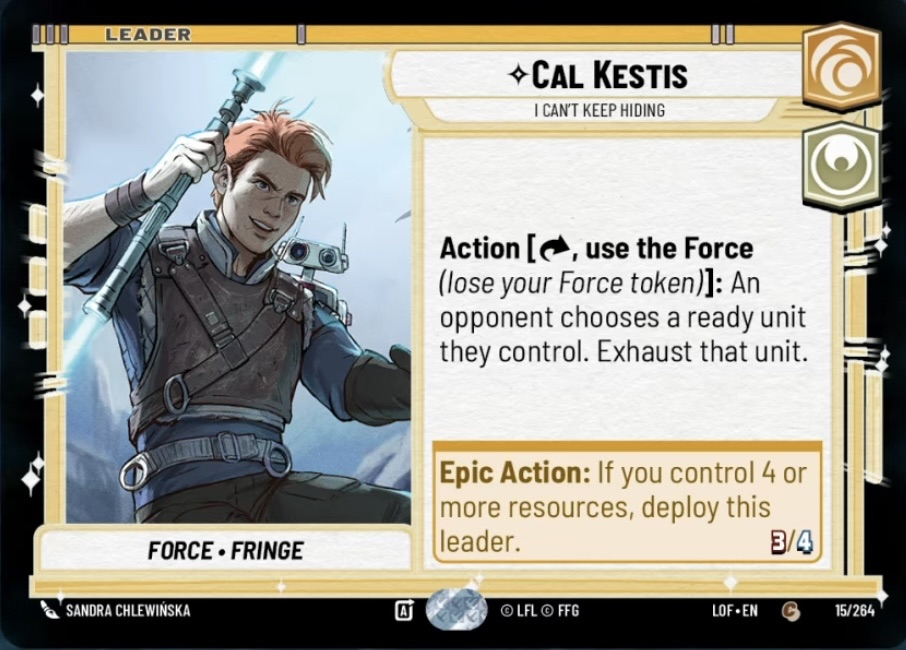 LEADER
CAL KESTIS
I CAN'T KEEP HIDING
Action [ , use the Force
(lose your Force token)]: An
opponent chooses a ready unit
they control. Exhaust that unit.
Epic Action: If you control 4 or
more resources, deploy this
leader.
3/4
FORCE • FRINGE
SANDRA CHLEWIŃSKA
A
© LFL © FFG
LOF • EN
C
15/264